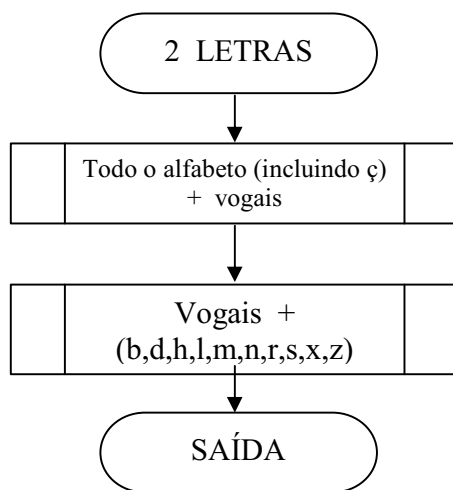 2 LETRAS
Todo o alfabeto (incluindo ç)
+ vogais
Vogais +
(b,d,h,l,m,n,r,s,x,z)
SAÍDA